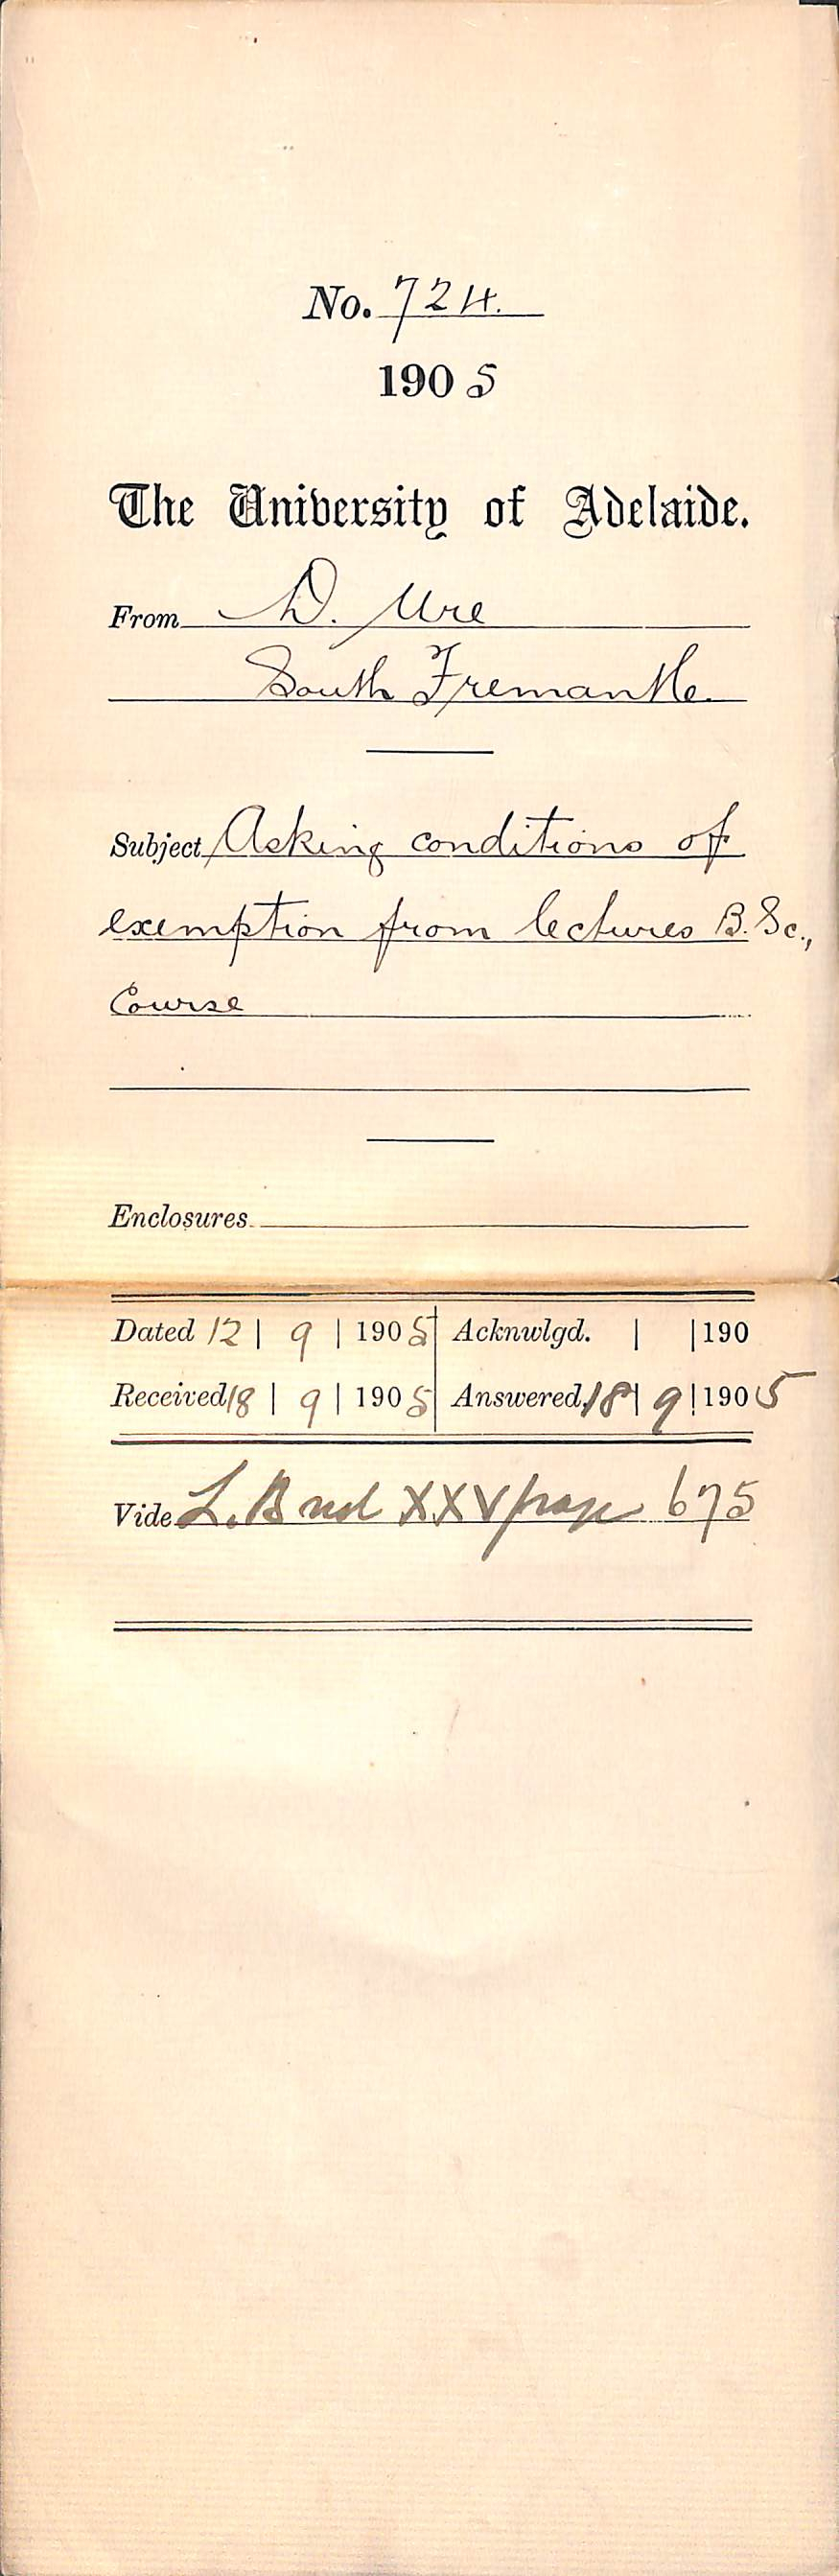 No. 724.
1905
The University of Adelaide.
From D. Ure
South Fremantle.
Subject Asking conditions of
exemption from lectures B.Sc.,
Course
Enclosures
Dated 12 | 9 | 1905 Acknwlgd. | | 190
Received 18 | 9 | 1905 Answered 18 | 9 | 1905
Vide L.B vol XXV page 675